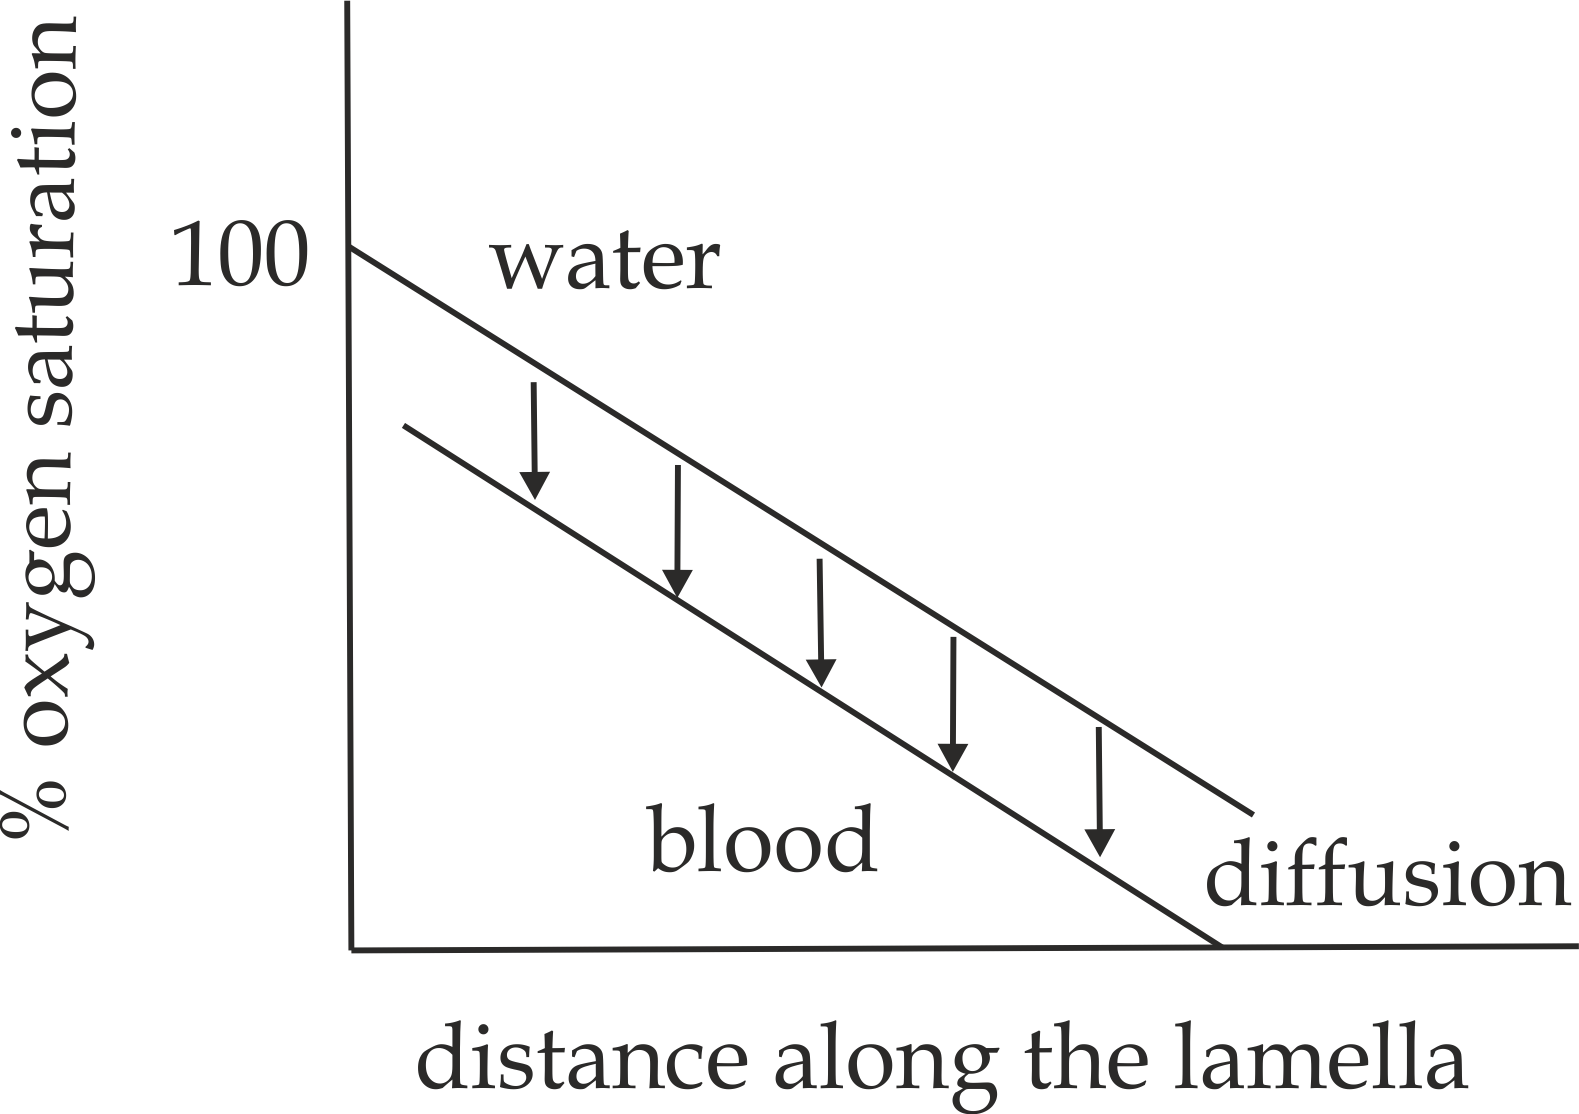 % oxygen saturation
100
water
blood
diffusion
distance along the lamella